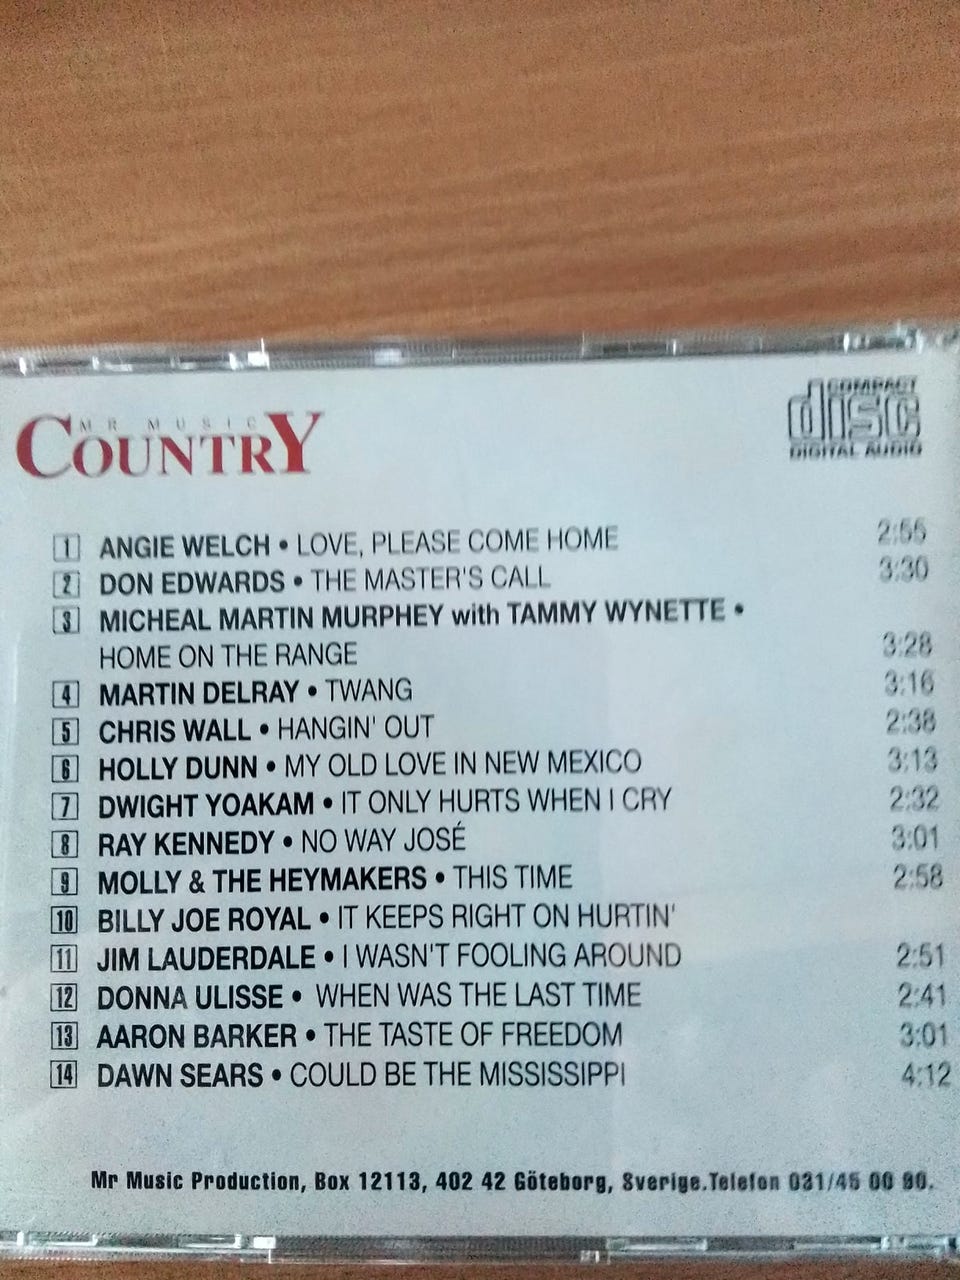 MR MUSIC
COUNTRY
COMPACT
disc
DIGITAL AUDIO
1 ANGIE WELCH • LOVE, PLEASE COME HOME 2:55
2 DON EDWARDS • THE MASTER'S CALL 3:30
3 MICHEAL MARTIN MURPHEY with TAMMY WYNETTE •
HOME ON THE RANGE 3:28
4 MARTIN DELRAY • TWANG 3:16
5 CHRIS WALL • HANGIN' OUT 2:38
6 HOLLY DUNN • MY OLD LOVE IN NEW MEXICO 3:13
7 DWIGHT YOAKAM • IT ONLY HURTS WHEN I CRY 2:32
8 RAY KENNEDY • NO WAY JOSÉ 3:01
9 MOLLY & THE HEYMAKERS • THIS TIME 2:58
10 BILLY JOE ROYAL • IT KEEPS RIGHT ON HURTIN'
11 JIM LAUDERDALE • I WASN'T FOOLING AROUND 2:51
12 DONNA ULISSE • WHEN WAS THE LAST TIME 2:41
13 AARON BARKER • THE TASTE OF FREEDOM 3:01
14 DAWN SEARS • COULD BE THE MISSISSIPPI 4:12
Mr Music Production, Box 12113, 402 42 Göteborg, Sverige.Telefon 031/45 00 90.